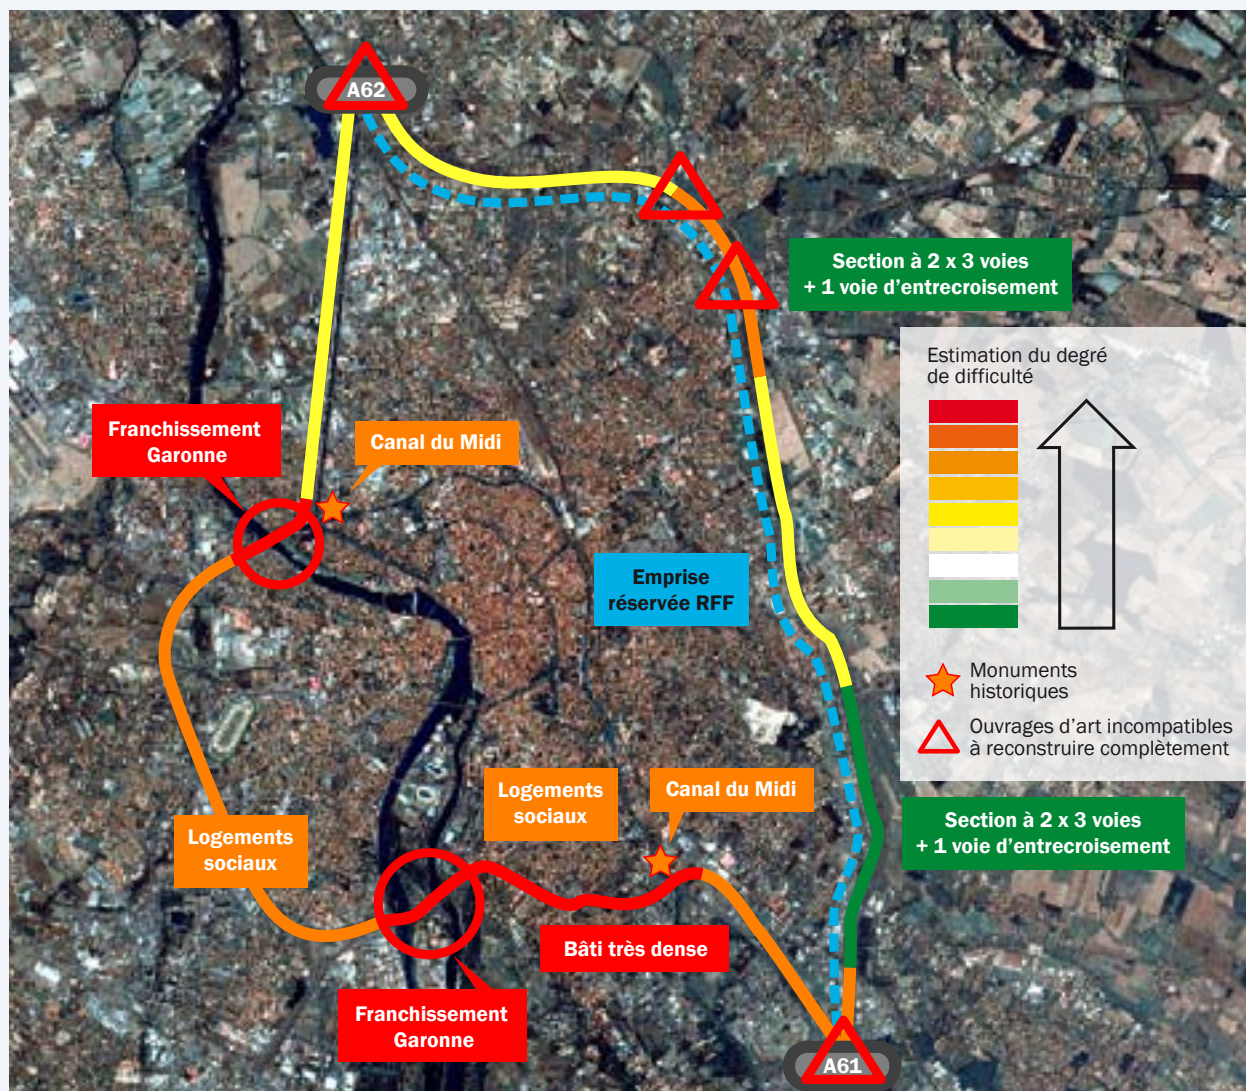 A62
Section à 2 x 3 voies
+ 1 voie d'entrecroisement
Estimation du degré
de difficulté
Franchissement
Garonne
Canal du Midi
Emprise
réservée RFF
Monuments
historiques
Ouvrages d'art incompatibles
à reconstruire complètement
Logements
sociaux
Canal du Midi
Logements
sociaux
Section à 2 x 3 voies
+ 1 voie d'entrecroisement
Bâti très dense
Franchissement
Garonne
A61